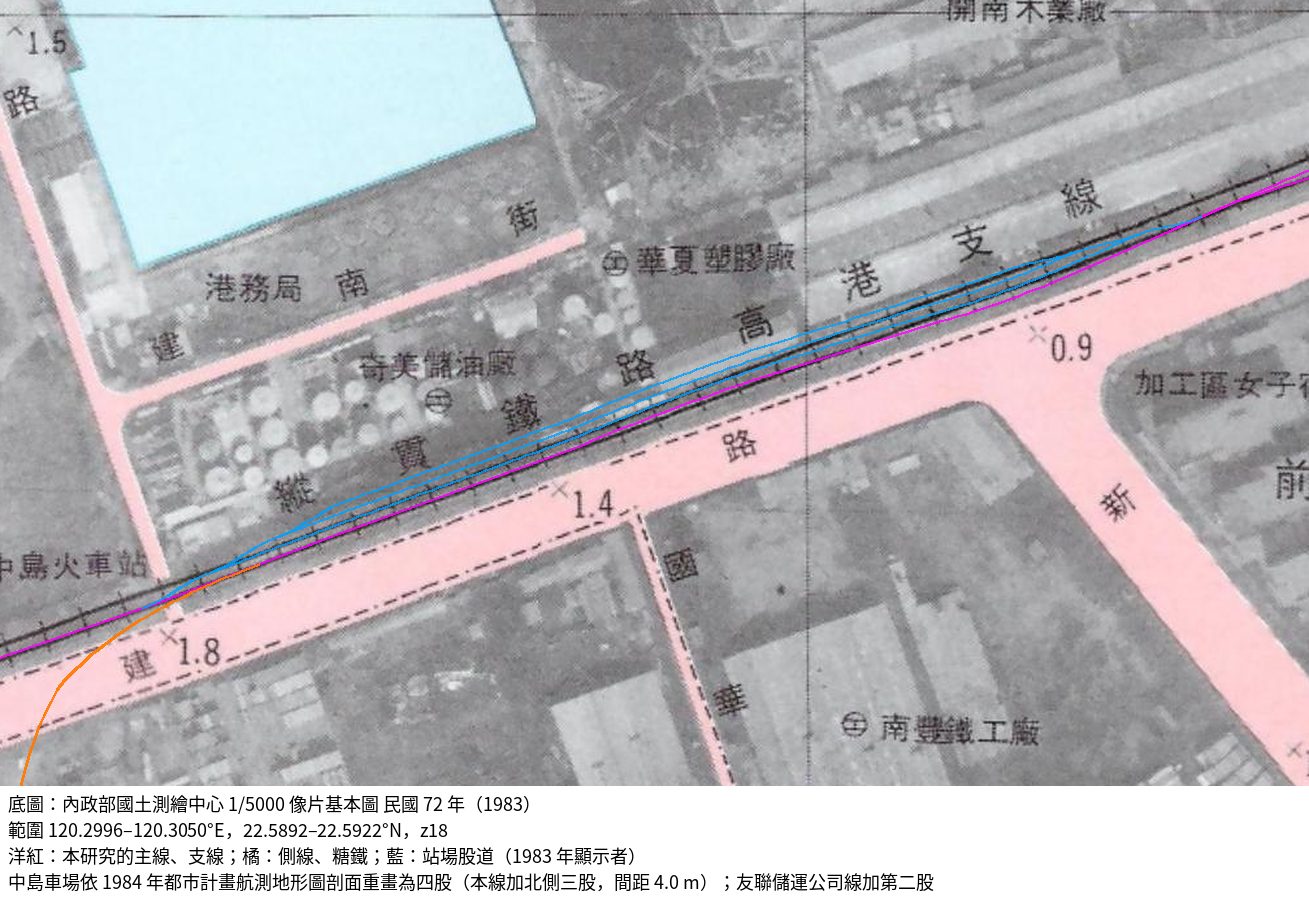 開南木業廠
1.5
路
街
線
支
港
華夏塑膠廠
港務局 南
高
建
0.9
奇美儲油廠
路
加工區女子宿
鐵
貫
路
縱
前
1.4
新
中島火車站
國
1.8
建
華
南豐鐵工廠
底圖：內政部國土測繪中心 1/5000 像片基本圖 民國 72 年（1983）
範圍 120.2996–120.3050°E，22.5892–22.5922°N，z18
洋紅：本研究的主線、支線；橘：側線、糖鐵；藍：站場股道（1983 年顯示者）
中島車場依 1984 年都市計畫航測地形圖剖面重畫為四股（本線加北側三股，間距 4.0 m）；友聯儲運公司線加第二股